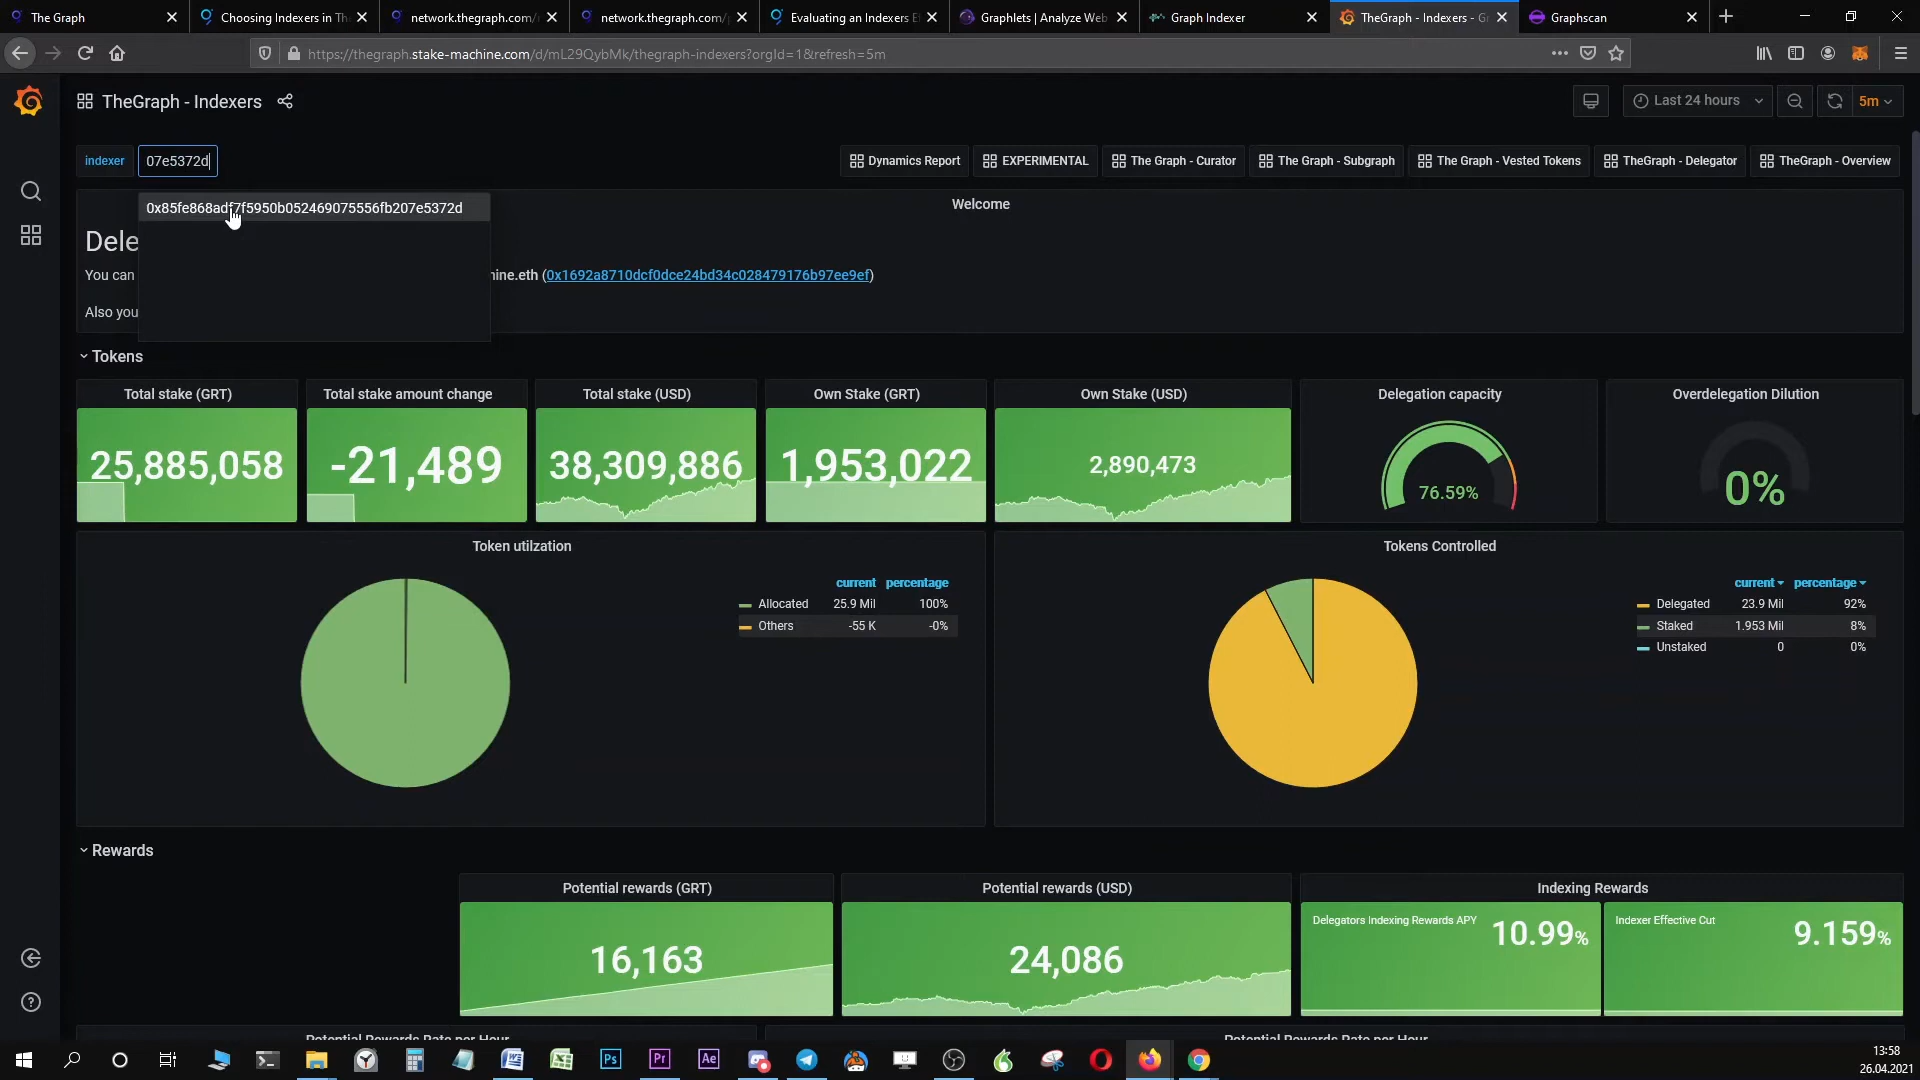 The Graph
Choosing Indexers in Th
network.thegraph.com/
network.thegraph.com/
Evaluating an Indexers E
Graphlets | Analyze Web
Graph Indexer
TheGraph - Indexers - G
Graphscan
https://thegraph.stake-machine.com/d/mL29QybMk/thegraph-indexers?orgId=1&refresh=5m
TheGraph - Indexers
Last 24 hours
5m
indexer
07e5372d
Dynamics Report
EXPERIMENTAL
The Graph - Curator
The Graph - Subgraph
The Graph - Vested Tokens
TheGraph - Delegator
TheGraph - Overview
0x85fe868adf7f5950b052469075556fb207e5372d
Welcome
Dele
You can
nine.eth (0x1692a8710dcf0dce24bd34c028479176b97ee9ef)
Also you
Tokens
Total stake (GRT)
Total stake amount change
Total stake (USD)
Own Stake (GRT)
Own Stake (USD)
Delegation capacity
Overdelegation Dilution
25,885,058
-21,489
38,309,886
1,953,022
2,890,473
76.59%
0%
Token utilzation
current percentage
Allocated 25.9 Mil 100%
Others -55 K -0%
Tokens Controlled
current percentage
Delegated 23.9 Mil 92%
Staked 1.953 Mil 8%
Unstaked 0 0%
Rewards
Potential rewards (GRT)
Potential rewards (USD)
Indexing Rewards
16,163
24,086
Delegators Indexing Rewards APY 10.99%
Indexer Effective Cut 9.159%
Potential Rewards Rate per Hour
Potential Rewards Rate per Hour
Ps
Pr
Ae
13:58
26.04.2021